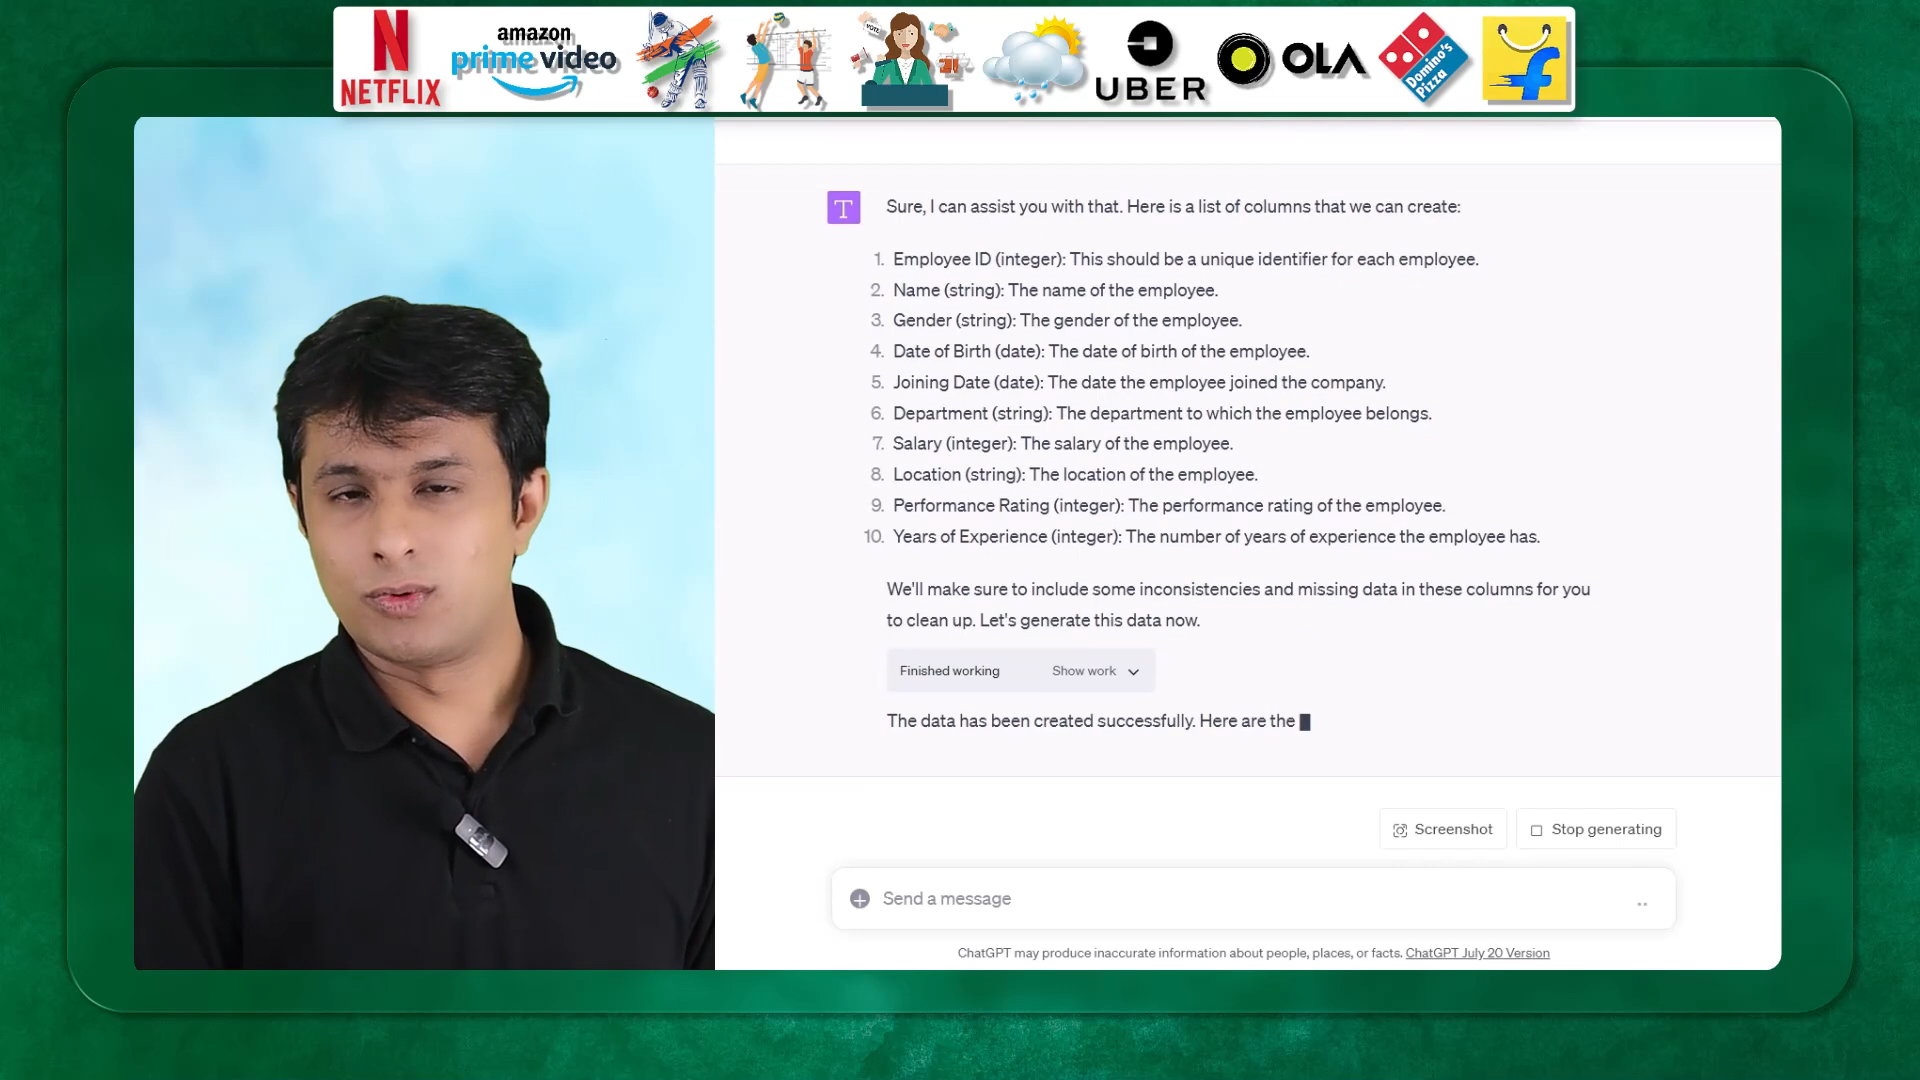 NETFLIX
amazon
prime video
VOTE
UBER
OLA
Domino's
Pizza
f
T
Sure, I can assist you with that. Here is a list of columns that we can create:
1. Employee ID (integer): This should be a unique identifier for each employee.
2. Name (string): The name of the employee.
3. Gender (string): The gender of the employee.
4. Date of Birth (date): The date of birth of the employee.
5. Joining Date (date): The date the employee joined the company.
6. Department (string): The department to which the employee belongs.
7. Salary (integer): The salary of the employee.
8. Location (string): The location of the employee.
9. Performance Rating (integer): The performance rating of the employee.
10. Years of Experience (integer): The number of years of experience the employee has.
We'll make sure to include some inconsistencies and missing data in these columns for you
to clean up. Let's generate this data now.
Finished working Show work
The data has been created successfully. Here are the
Screenshot Stop generating
Send a message
ChatGPT may produce inaccurate information about people, places, or facts. ChatGPT July 20 Version